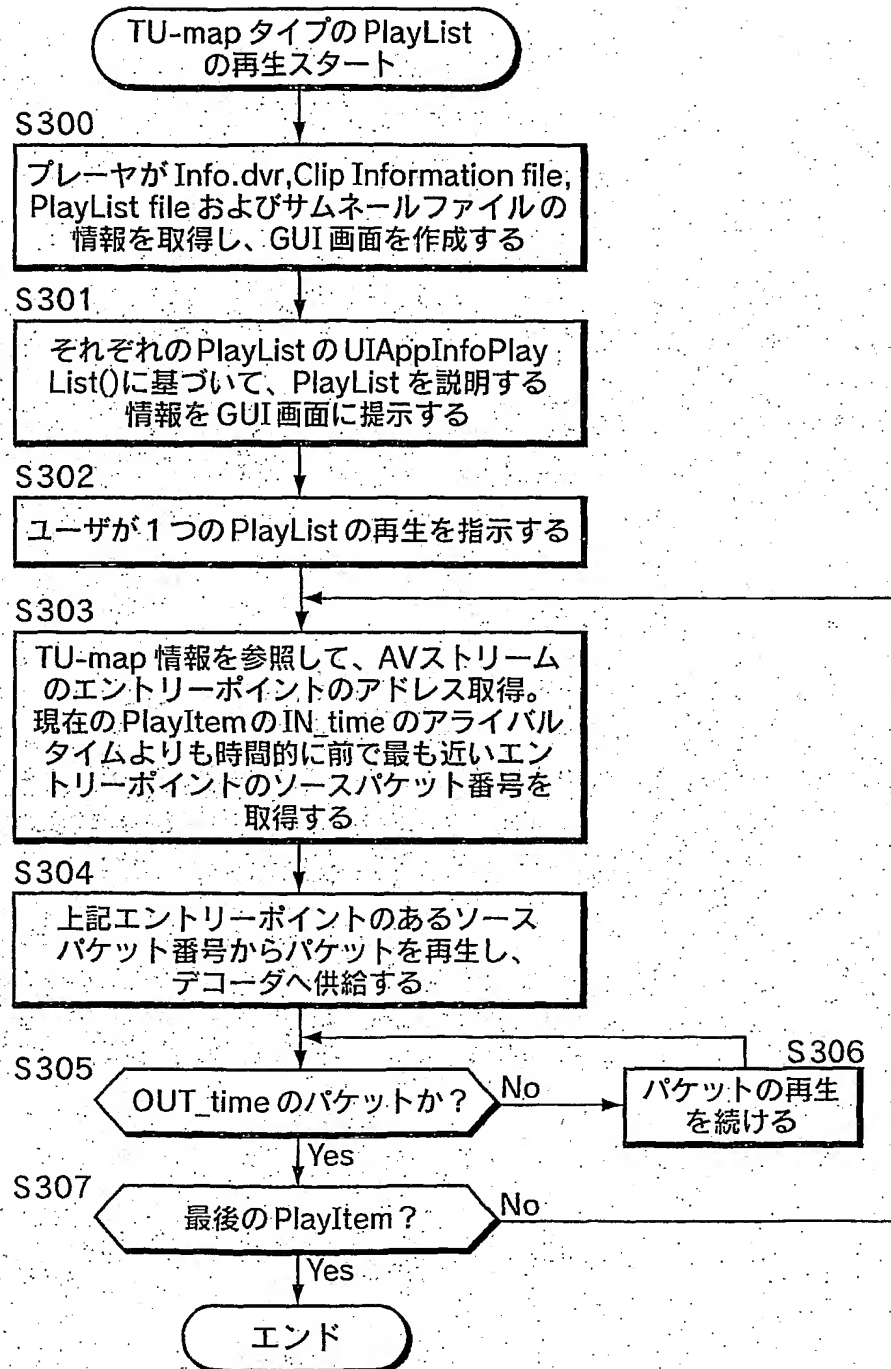 TU-map タイプの PlayList
の再生スタート
S300
プレーヤが Info.dvr,Clip Information file,
PlayList file およびサムネールファイルの
情報を取得し、GUI 画面を作成する
S301
それぞれの PlayList の UIAppInfoPlay
List()に基づいて、PlayList を説明する
情報を GUI 画面に提示する
S302
ユーザが 1 つの PlayList の再生を指示する
S303
TU-map 情報を参照して、AVストリーム
のエントリーポイントのアドレス取得。
現在の PlayItem の IN_time のアライバル
タイムよりも時間的に前で最も近いエン
トリーポイントのソースパケット番号を
取得する
S304
上記エントリーポイントのあるソース
パケット番号からパケットを再生し、
デコーダへ供給する
S305
OUT_time のパケットか？
No
S306
パケットの再生
を続ける
Yes
S307
最後の PlayItem？
No
Yes
エンド